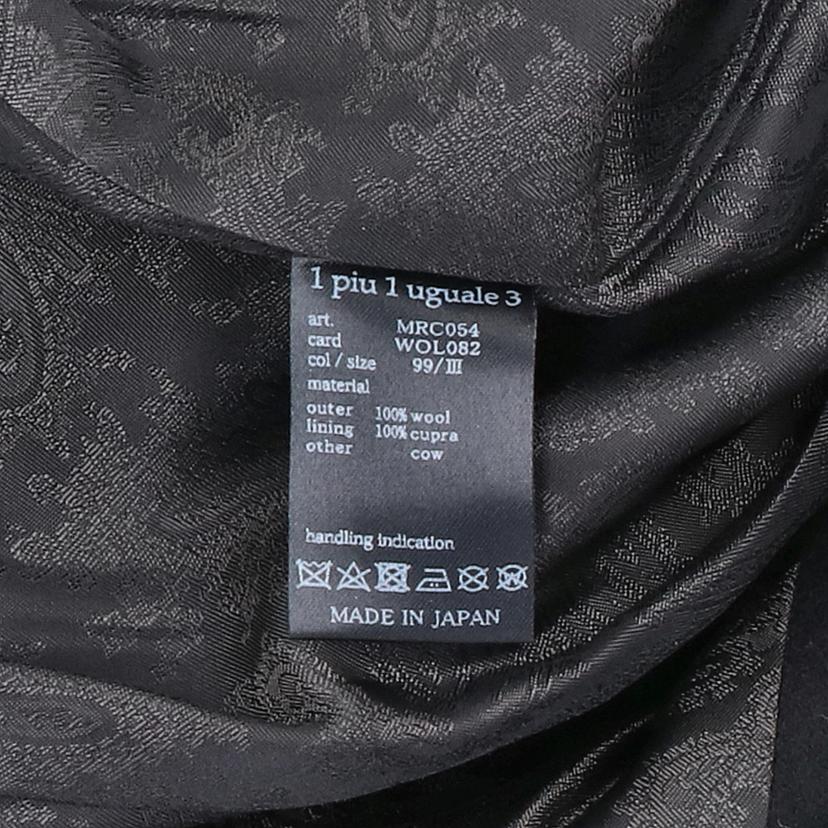 1 piu 1 uguale 3
art. MRC054
card WOL082
col / size 99/III
material
outer 100% wool
lining 100% cupra
other cow
handling indication
W
MADE IN JAPAN